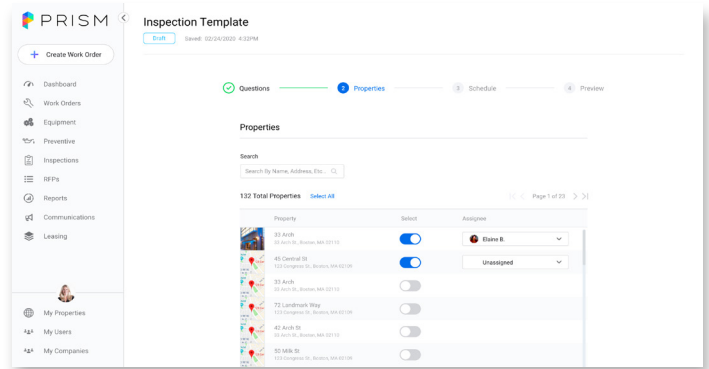 PRISM
Create Work Order
Dashboard
Work Orders
Equipment
Preventive
Inspections
RFPs
Reports
Communications
Leasing
My Properties
My Users
My Companies
Inspection Template
Draft Saved: 02/24/2020 4:32PM
Questions 2 Properties 3 Schedule 4 Preview
Properties
Search
Search By Name, Address, Etc...
132 Total Properties Select All Page 1 of 23
Property Select Assignee
33 Arch Elaine B.
33 Arch St., Boston, MA 02110
45 Central St Unassigned
133 Congress St., Boston, MA 02109
33 Arch
33 Arch St., Boston, MA 02110
72 Landmark Way
133 Congress St., Boston, MA 02109
42 Arch St
33 Arch St., Boston, MA 02110
50 Milk St
133 Congress St., Boston, MA 02109